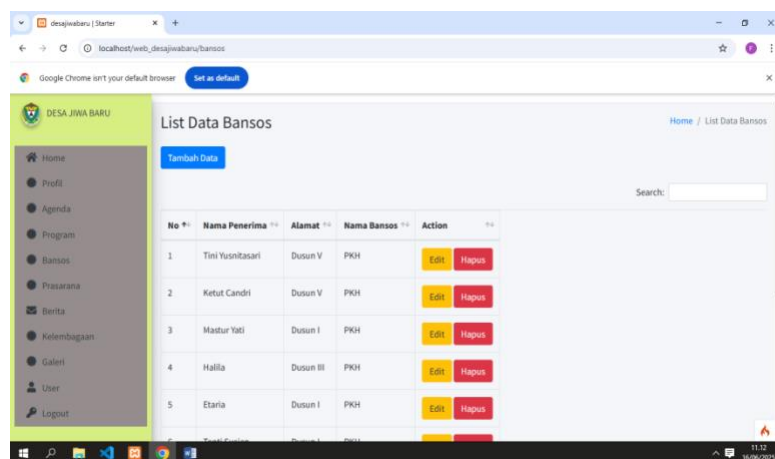 desajiwabaru | Starter
localhost/web_desajiwabaru/bansos
Google Chrome isn't your default browser Set as default
DESA JIWA BARU
Home
Profil
Agenda
Program
Bansos
Prasarana
Berita
Kelembagaan
Galeri
User
Logout
List Data Bansos
Home / List Data Bansos
Tambah Data
Search:
No Nama Penerima Alamat Nama Bansos Action
1 Tini Yusnitasari Dusun V PKH Edit Hapus
2 Ketut Candri Dusun V PKH Edit Hapus
3 Mastur Yati Dusun I PKH Edit Hapus
4 Halila Dusun III PKH Edit Hapus
5 Etaria Dusun I PKH Edit Hapus
11.12
16/06/2025